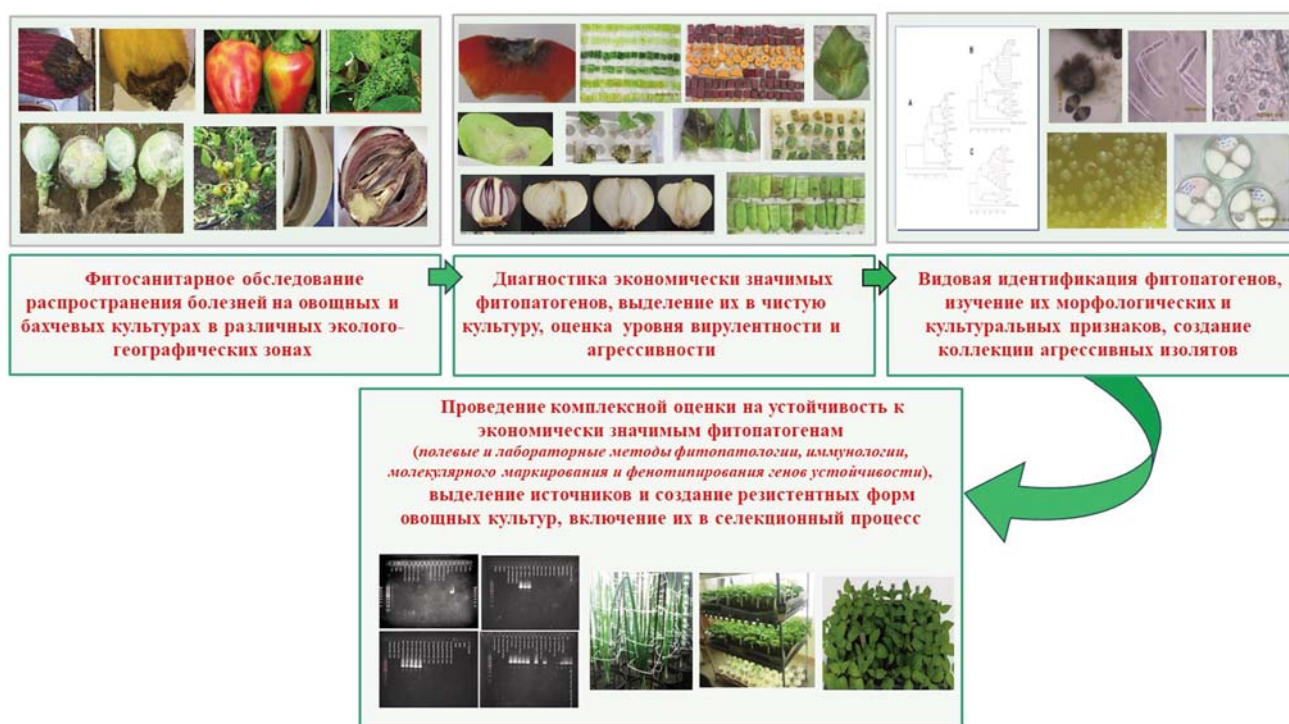 A
B
C
Фитосанитарное обследование
распространения болезней на овощных и
бахчевых культурах в различных эколого-
географических зонах
Диагностика экономически значимых
фитопатогенов, выделение их в чистую
культуру, оценка уровня вирулентности и
агрессивности
Видовая идентификация фитопатогенов,
изучение их морфологических и
культуральных признаков, создание
коллекции агрессивных изолятов
Проведение комплексной оценки на устойчивость к
экономически значимым фитопатогенам
(полевые и лабораторные методы фитопатологии, иммунологии,
молекулярного маркирования и фенотипирования генов устойчивости),
выделение источников и создание резистентных форм
овощных культур, включение их в селекционный процесс